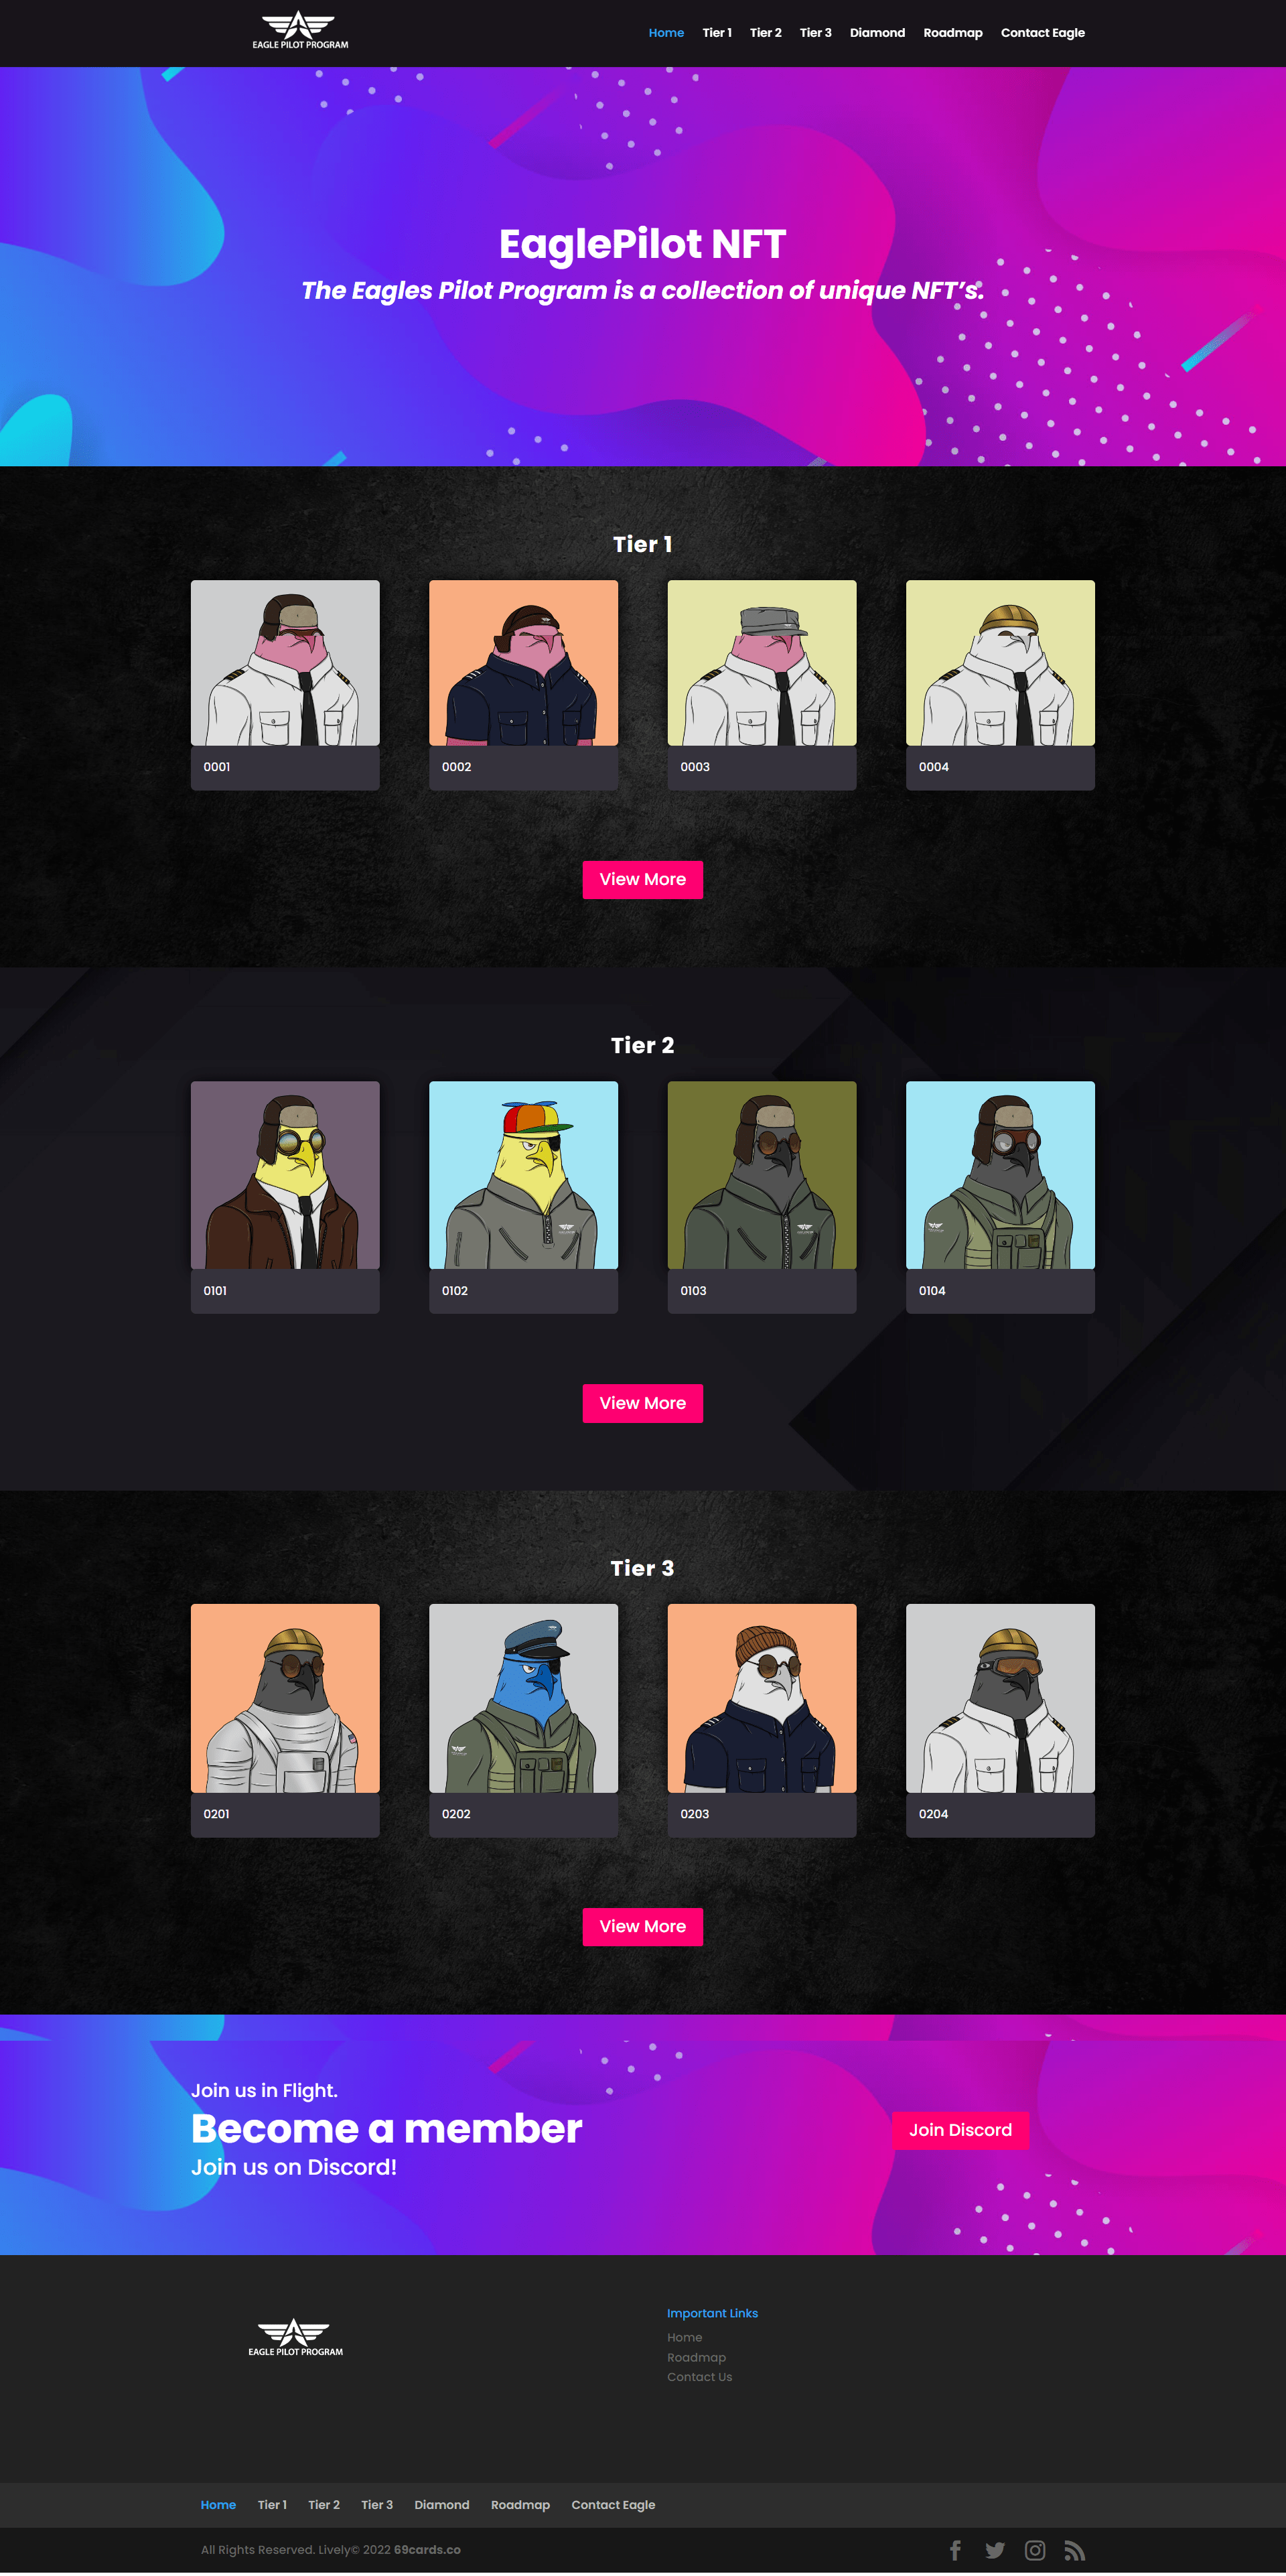 EAGLE PILOT PROGRAM
Home Tier 1 Tier 2 Tier 3 Diamond Roadmap Contact Eagle
EaglePilot NFT
The Eagles Pilot Program is a collection of unique NFT’s.
Tier 1
0001 0002 0003 0004
View More
Tier 2
0101 0102 0103 0104
View More
Tier 3
0201 0202 0203 0204
View More
Join us in Flight.
Become a member
Join us on Discord!
Join Discord
EAGLE PILOT PROGRAM
Important Links
Home
Roadmap
Contact Us
Home Tier 1 Tier 2 Tier 3 Diamond Roadmap Contact Eagle
All Rights Reserved. Lively© 2022 69cards.co